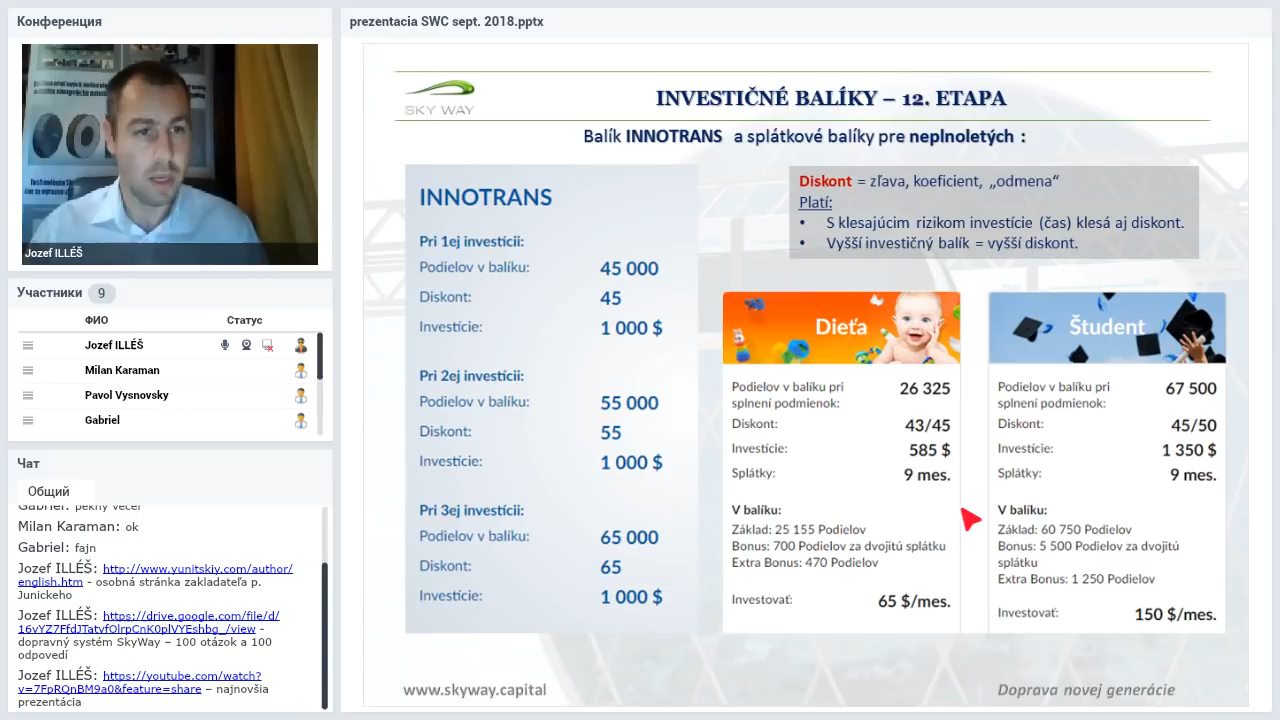 Конференция
Jozef ILLÉŠ
Участники 9
ФИО Статус
Jozef ILLÉŠ
Milan Karaman
Pavol Vysnovsky
Gabriel
Чат
Общий
Gabriel: pekny vecer
Milan Karaman: ok
Gabriel: fajn
Jozef ILLÉŠ: http://www.yunitskiy.com/author/
english.htm - osobná stránka zakladateľa p.
Junickeho
Jozef ILLÉŠ: https://drive.google.com/file/d/
16vYZ7FfdJTatvfOlrpCnK0plVYEshbg_/view -
dopravný systém SkyWay – 100 otázok a 100
odpovedí
Jozef ILLÉŠ: https://youtube.com/watch?
v=7FpRQnBM9a0&feature=share – najnovšia
prezentácia
prezentacia SWC sept. 2018.pptx
SKY WAY
INVESTIČNÉ BALÍKY – 12. ETAPA
Balík INNOTRANS a splátkové balíky pre neplnoletých :
INNOTRANS
Pri 1ej investícii:
Podielov v balíku: 45 000
Diskont: 45
Investície: 1 000 $
Pri 2ej investícii:
Podielov v balíku: 55 000
Diskont: 55
Investície: 1 000 $
Pri 3ej investícii:
Podielov v balíku: 65 000
Diskont: 65
Investície: 1 000 $
Diskont = zľava, koeficient, „odmena“
Platí:
• S klesajúcim rizikom investície (čas) klesá aj diskont.
• Vyšší investičný balík = vyšší diskont.
Dieťa
Podielov v balíku pri
splnení podmienok: 26 325
Diskont: 43/45
Investície: 585 $
Splátky: 9 mes.
V balíku:
Základ: 25 155 Podielov
Bonus: 700 Podielov za dvojitú splátku
Extra Bonus: 470 Podielov
Investovať: 65 $/mes.
Študent
Podielov v balíku pri
splnení podmienok: 67 500
Diskont: 45/50
Investície: 1 350 $
Splátky: 9 mes.
V balíku:
Základ: 60 750 Podielov
Bonus: 5 500 Podielov za dvojitú
splátku
Extra Bonus: 1 250 Podielov
Investovať: 150 $/mes.
www.skyway.capital
Doprava novej generácie